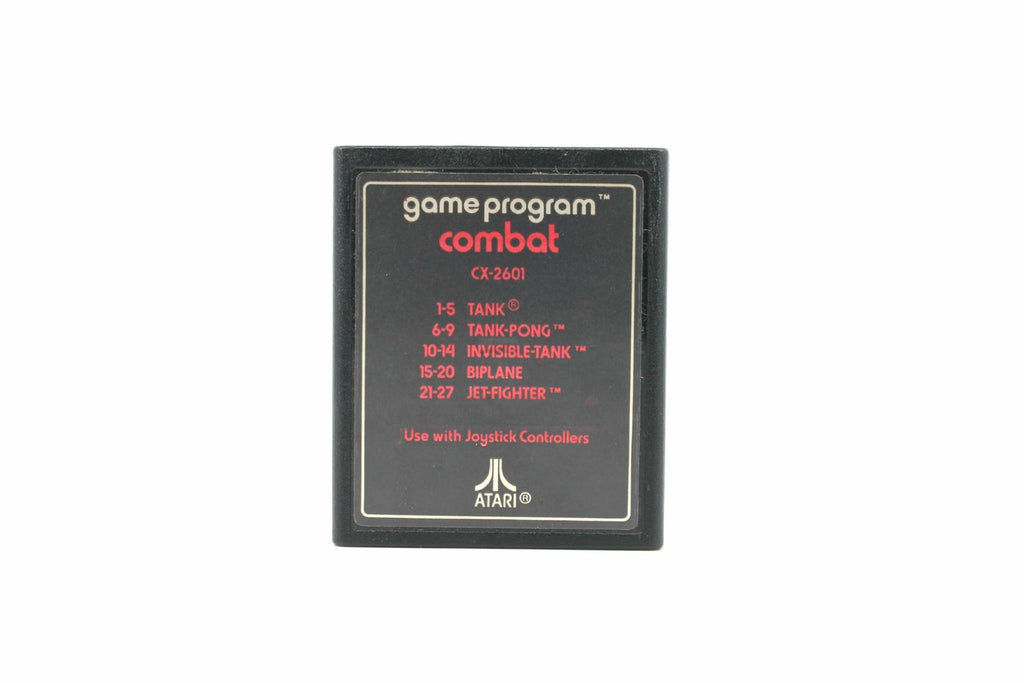 game program™
combat
CX-2601
1-5 TANK®
6-9 TANK-PONG™
10-14 INVISIBLE-TANK™
15-20 BIPLANE
21-27 JET-FIGHTER™
Use with Joystick Controllers
ATARI®